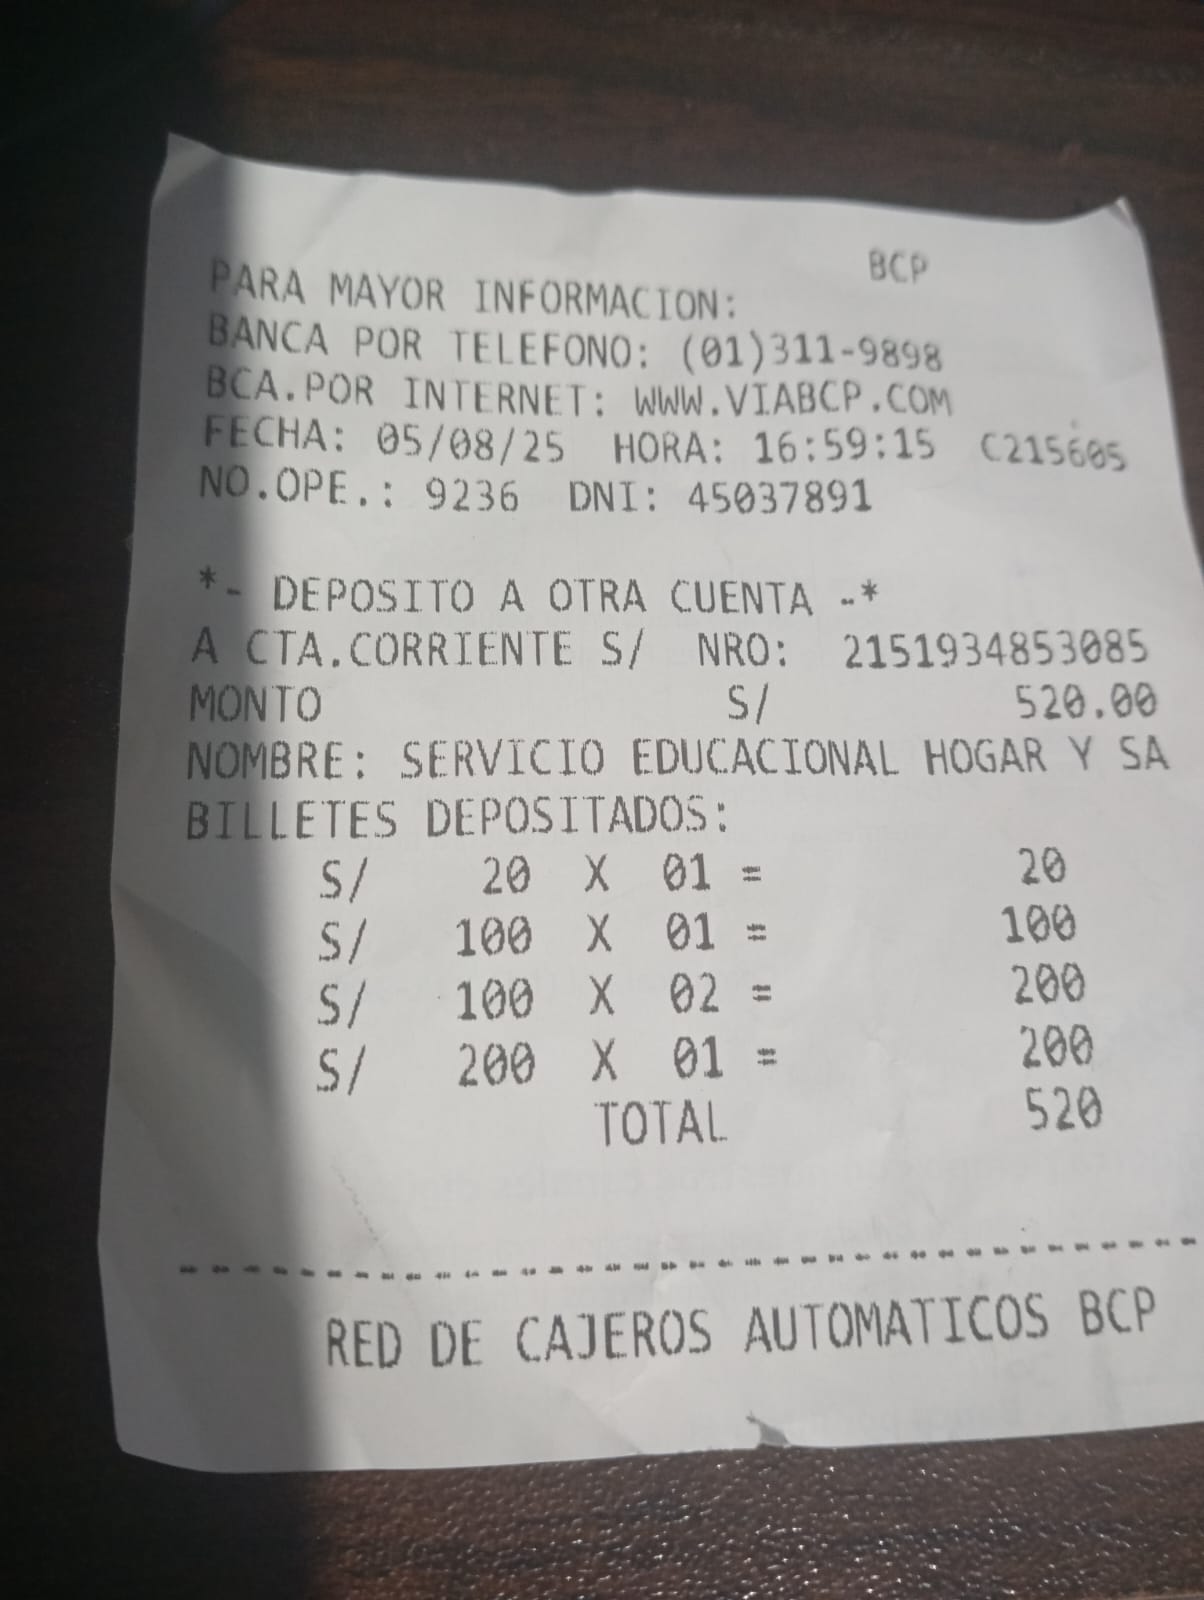 BCP
PARA MAYOR INFORMACION:
BANCA POR TELEFONO: (01)311-9898
BCA.POR INTERNET: WWW.VIABCP.COM
FECHA: 05/08/25 HORA: 16:59:15 C215605
NO.OPE.: 9236 DNI: 45037891
*- DEPOSITO A OTRA CUENTA -*
A CTA.CORRIENTE S/ NRO: 2151934853085
MONTO S/ 520.00
NOMBRE: SERVICIO EDUCACIONAL HOGAR Y SA
BILLETES DEPOSITADOS:
S/ 20 X 01 = 20
S/ 100 X 01 = 100
S/ 100 X 02 = 200
S/ 200 X 01 = 200
TOTAL 520
--------------------------------------
RED DE CAJEROS AUTOMATICOS BCP